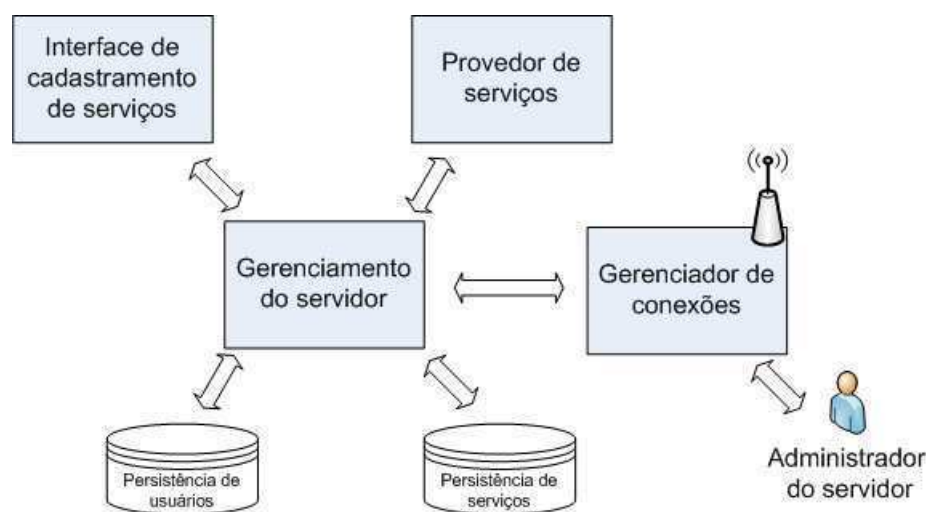 Interface de
cadastramento
de serviços
Provedor de
serviços
Gerenciamento
do servidor
Gerenciador de
conexões
Persistência de
usuários
Persistência de
serviços
Administrador
do servidor